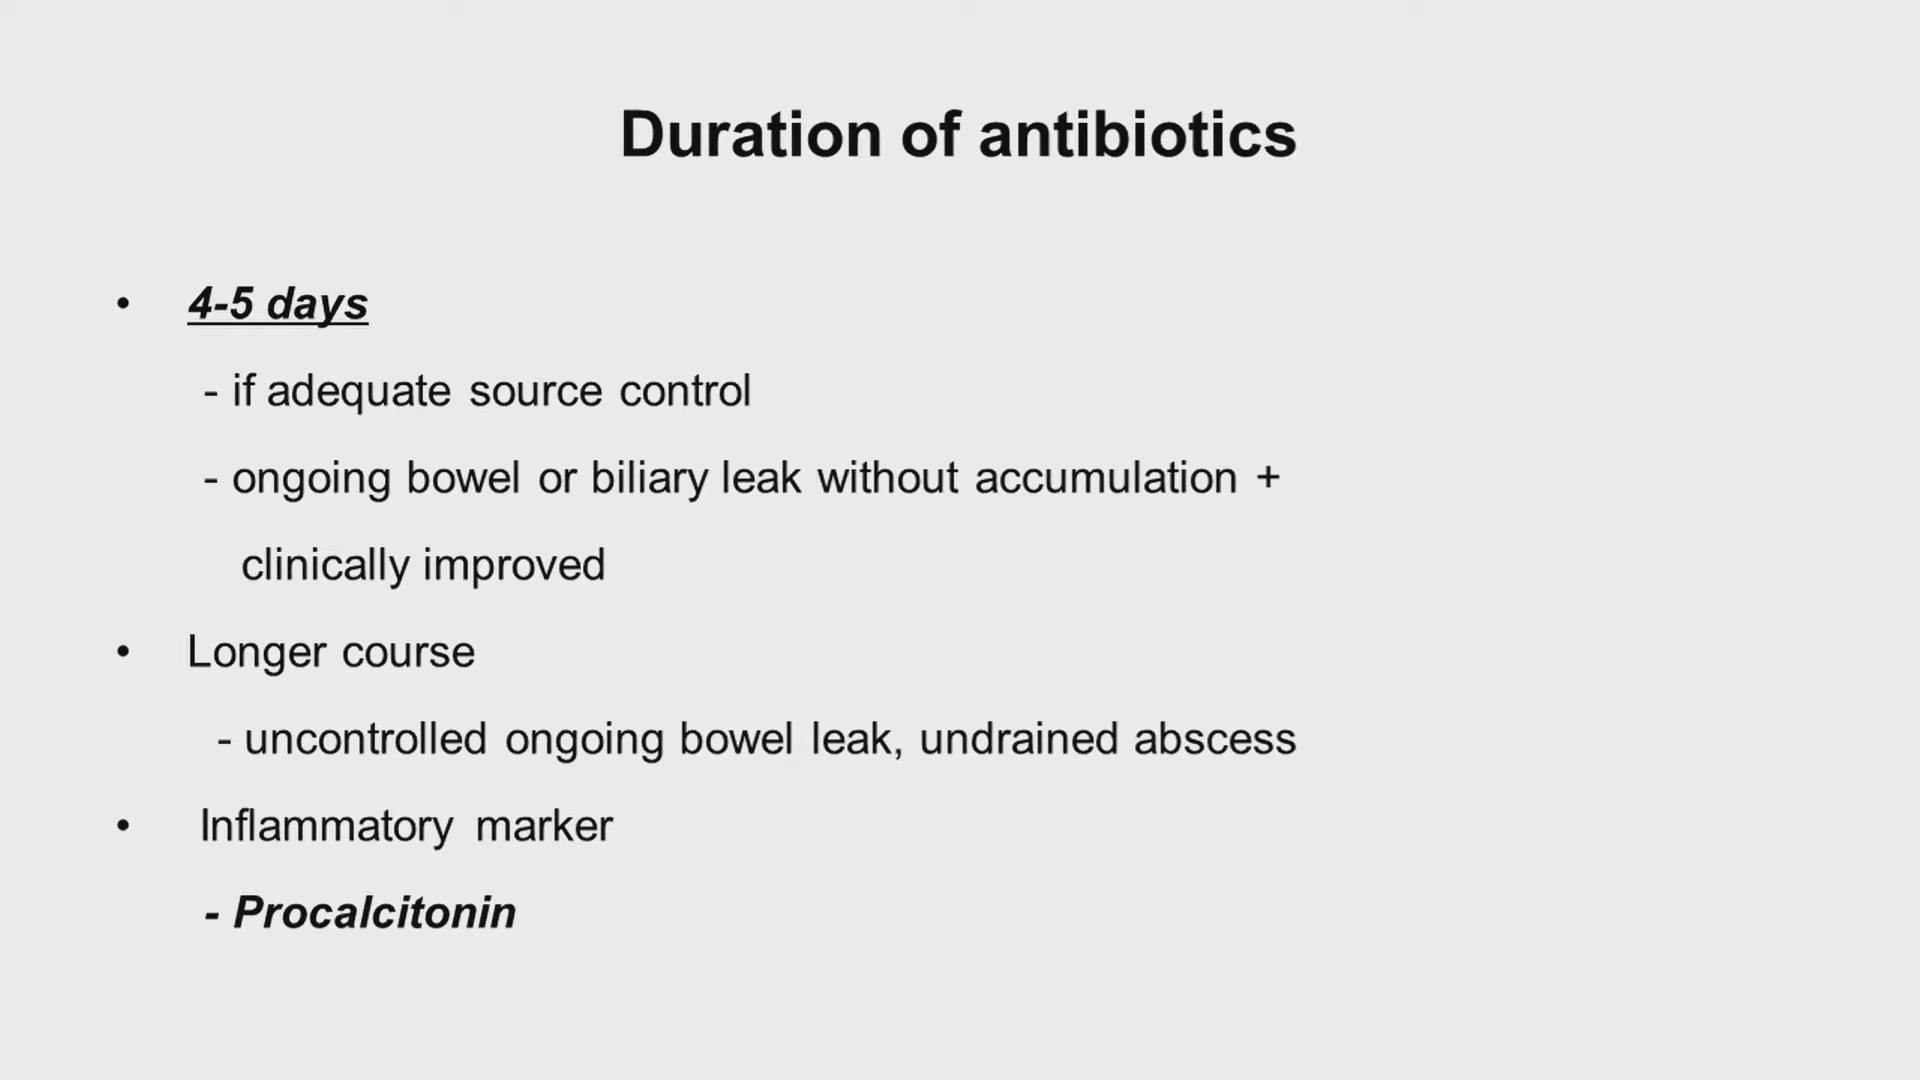 Duration of antibiotics
• 4-5 days
- if adequate source control
- ongoing bowel or biliary leak without accumulation +
clinically improved
• Longer course
- uncontrolled ongoing bowel leak, undrained abscess
• Inflammatory marker
- Procalcitonin